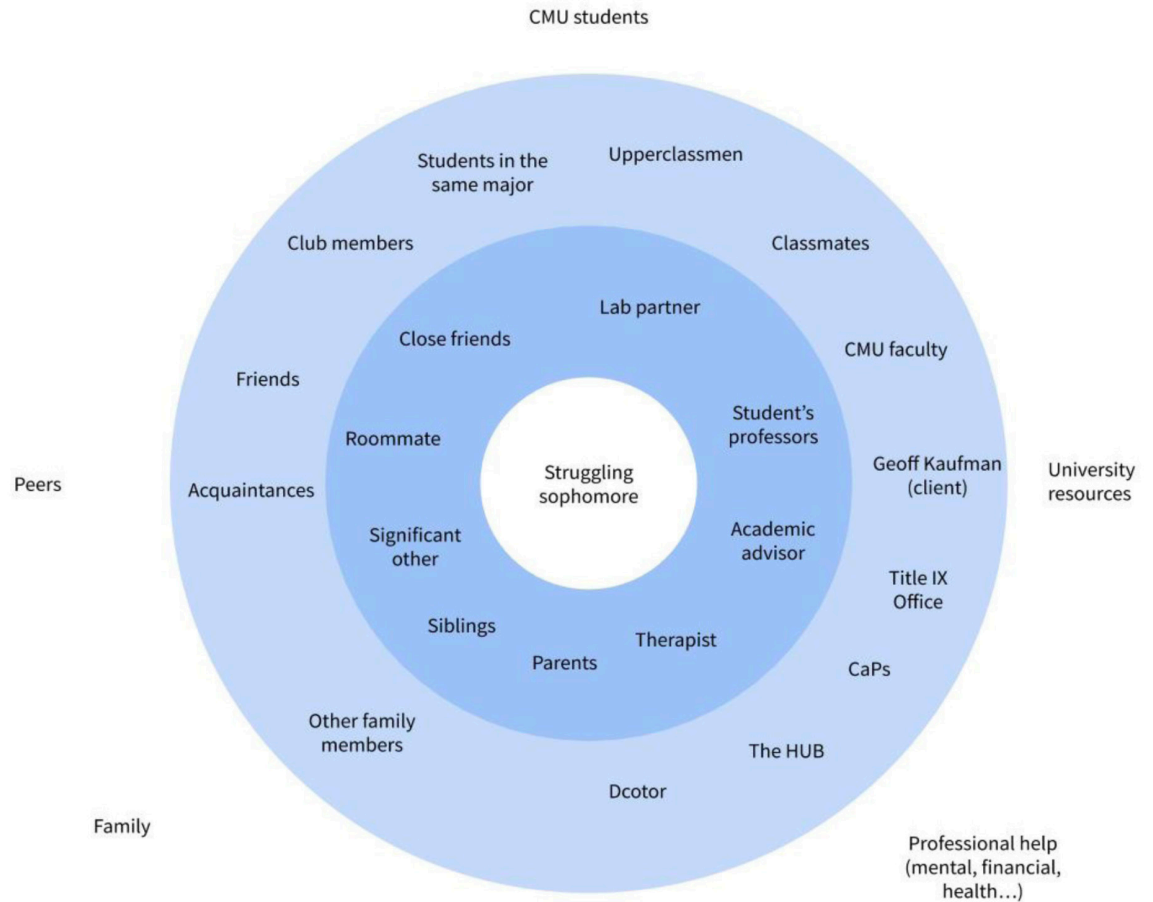 CMU students
Students in the
same major
Upperclassmen
Club members
Classmates
Lab partner
Close friends
CMU faculty
Friends
Student’s
professors
Roommate
Geoff Kaufman
(client)
Struggling
sophomore
University
resources
Peers
Acquaintances
Significant
other
Academic
advisor
Title IX
Office
Siblings
Therapist
Parents
CaPs
Other family
members
The HUB
Dcotor
Family
Professional help
(mental, financial,
health...)